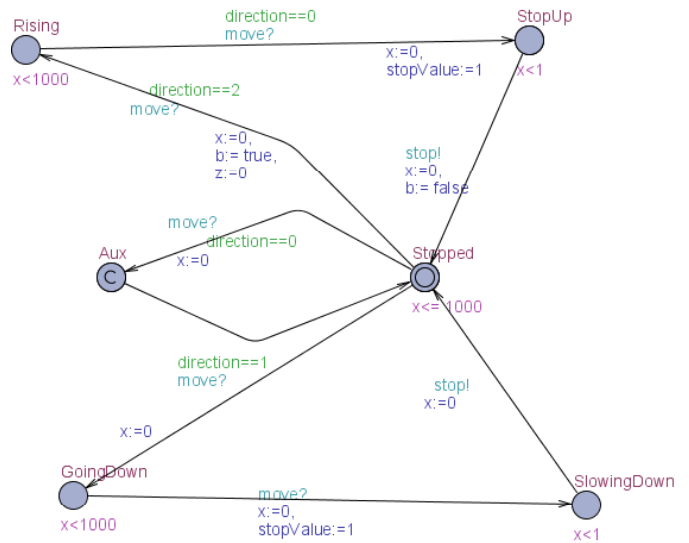 Rising
direction==0
StopUp
move?
x<1000
x:=0,
stopValue:=1
x<1
direction==2
move?
x:=0,
b:= true,
z:=0
stop!
x:=0,
b:= false
move?
direction==0
Aux
x:=0
C
Stopped
x<= 1000
direction==1
move?
x:=0
stop!
x:=0
GoingDown
x<1000
move?
x:=0,
stopValue:=1
SlowingDown
x<1